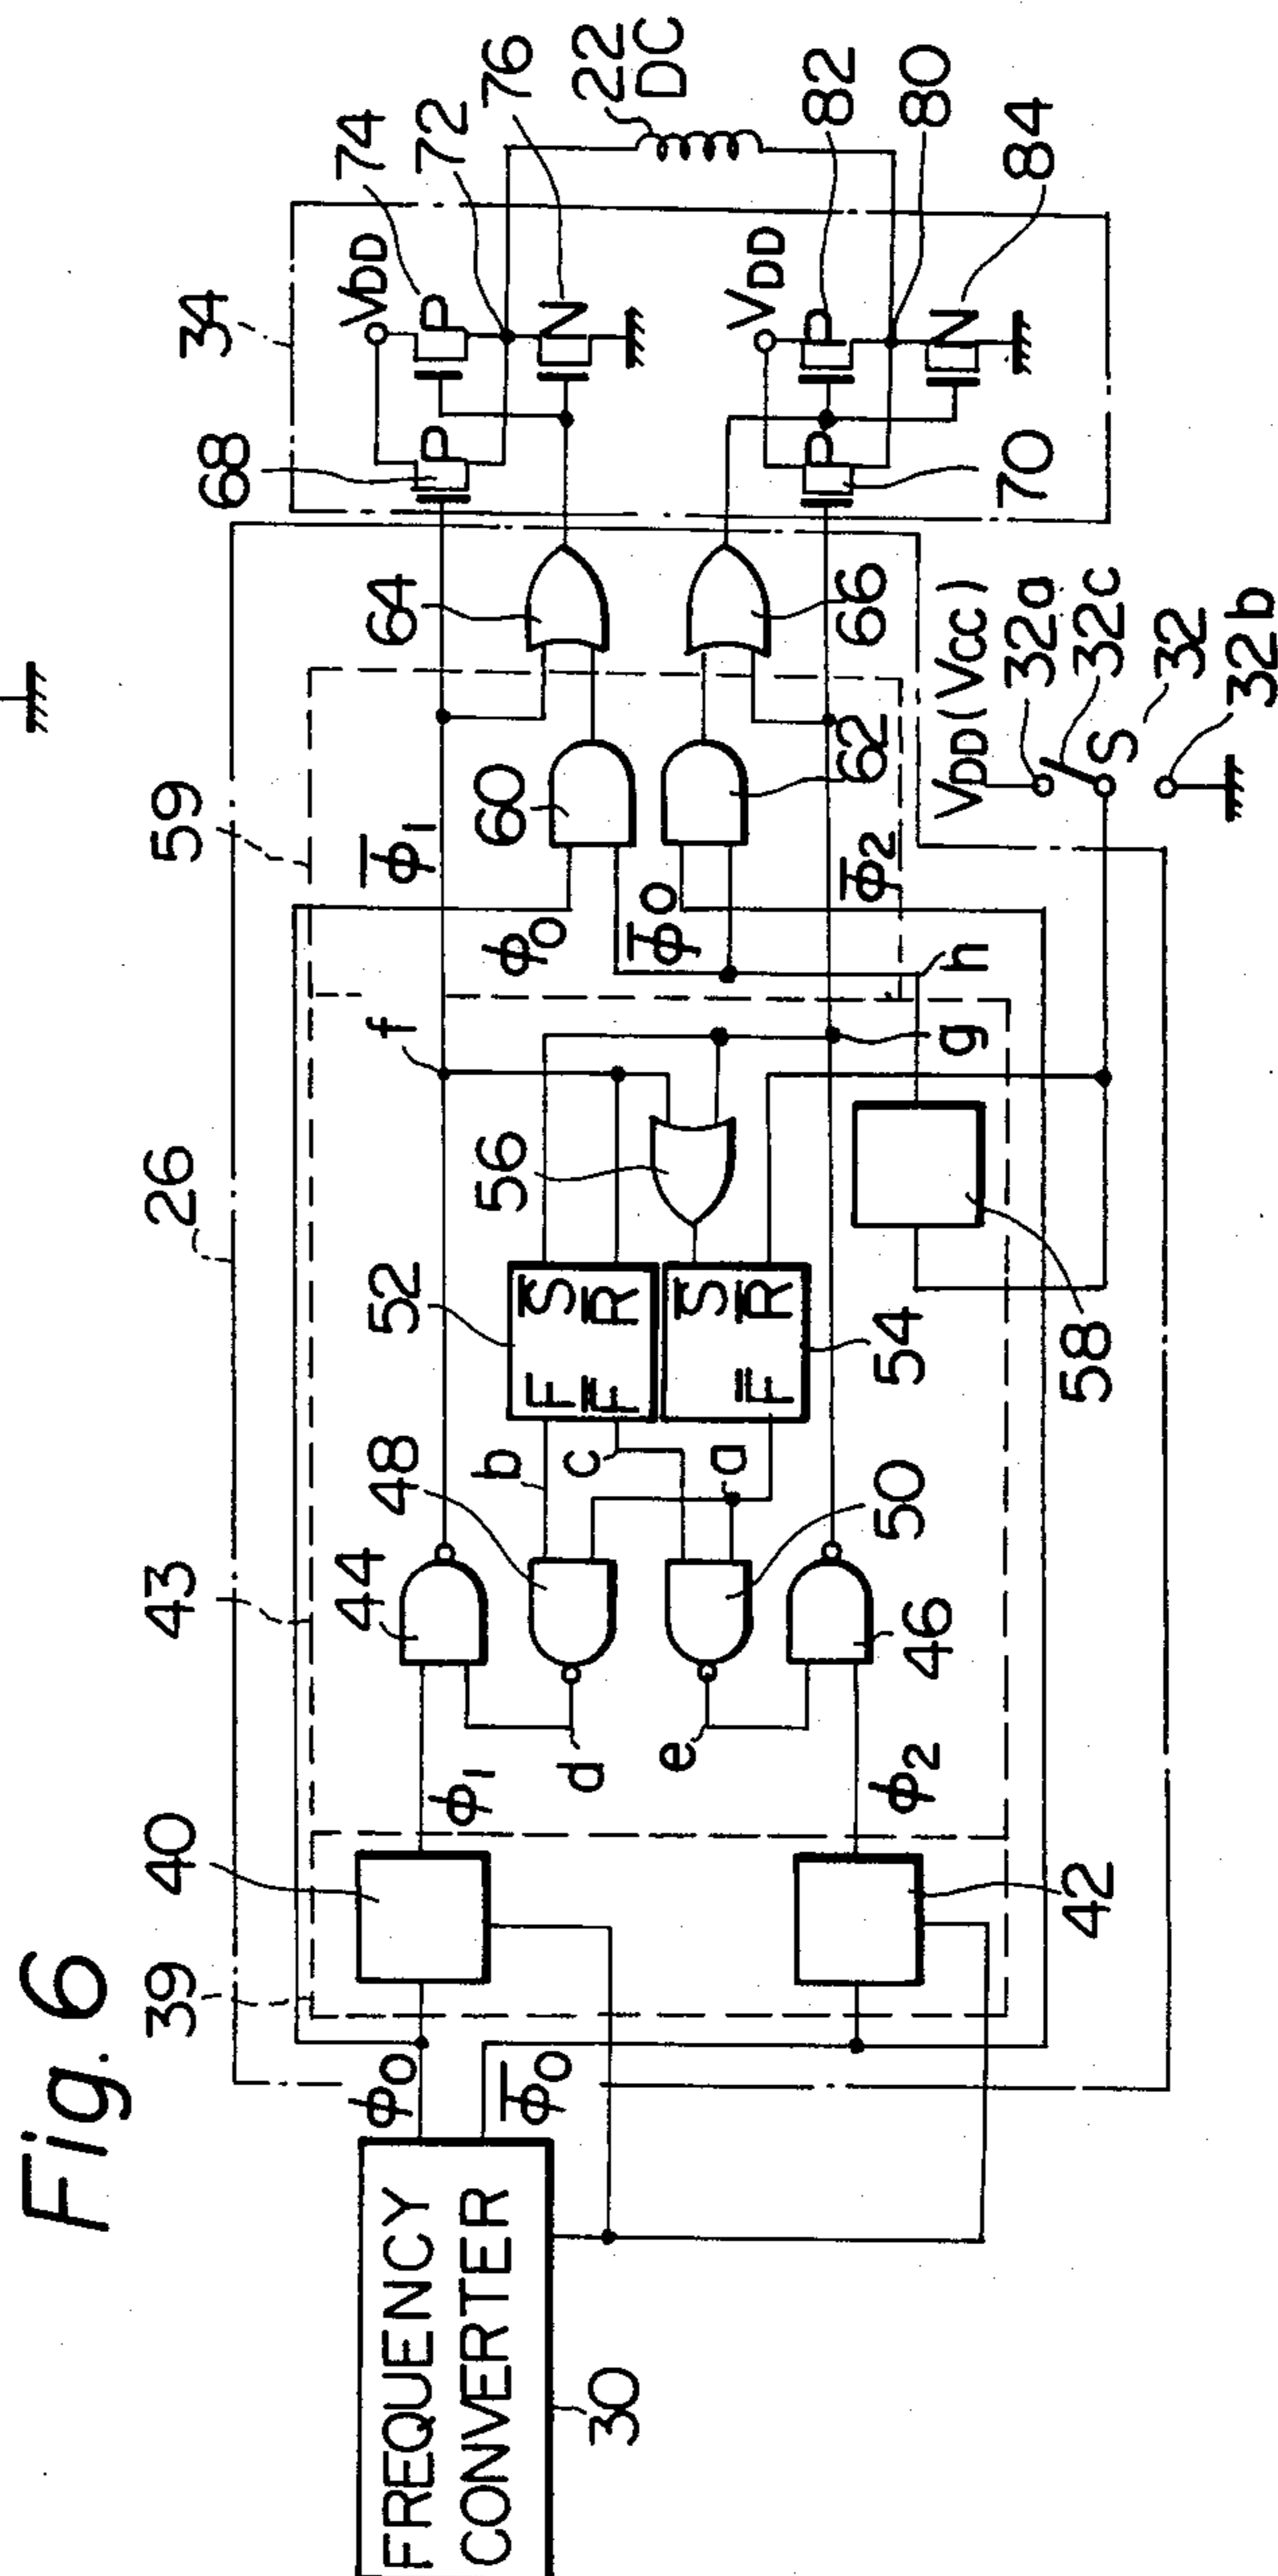 Fig. 6
FREQUENCY
CONVERTER
30
ϕ0
ϕ̅0
39
40
42
ϕ1
ϕ2
43
44
46
48
50
d
e
b
c
a
26
52
F
F̅
S̅
R̅
54
F̅
S̅
R̅
56
58
f
g
h
59
ϕ̅1
ϕ̅2
ϕ0
ϕ̅0
60
62
64
66
VDD(VCC)
32a
32c
S
32
32b
34
68
P
70
P
VDD
74
P
72
76
N
VDD
82
P
80
84
N
22
DC